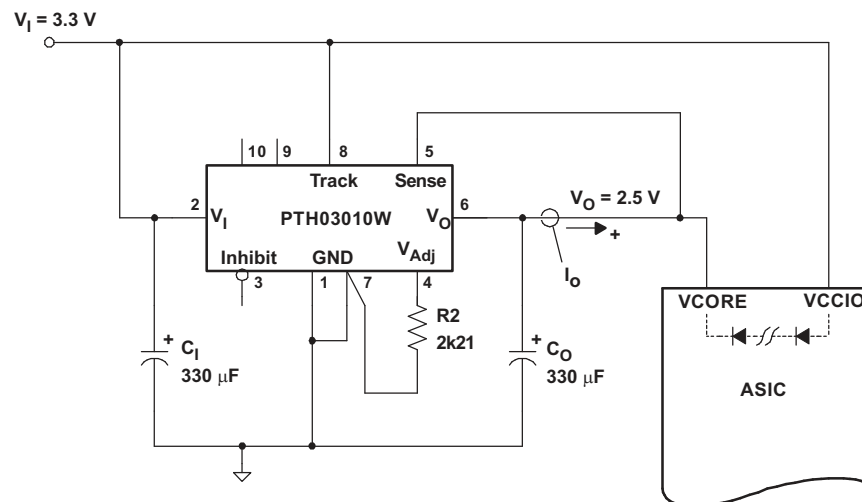 V_I = 3.3 V
10 9 8 5
Track Sense
2 V_I PTH03010W V_O 6
V_O = 2.5 V
+
I_o
Inhibit GND V_Adj
3 1 7 4
R2
2k21
VCORE VCCIO
+ C_I
330 μF
+ C_O
330 μF
ASIC